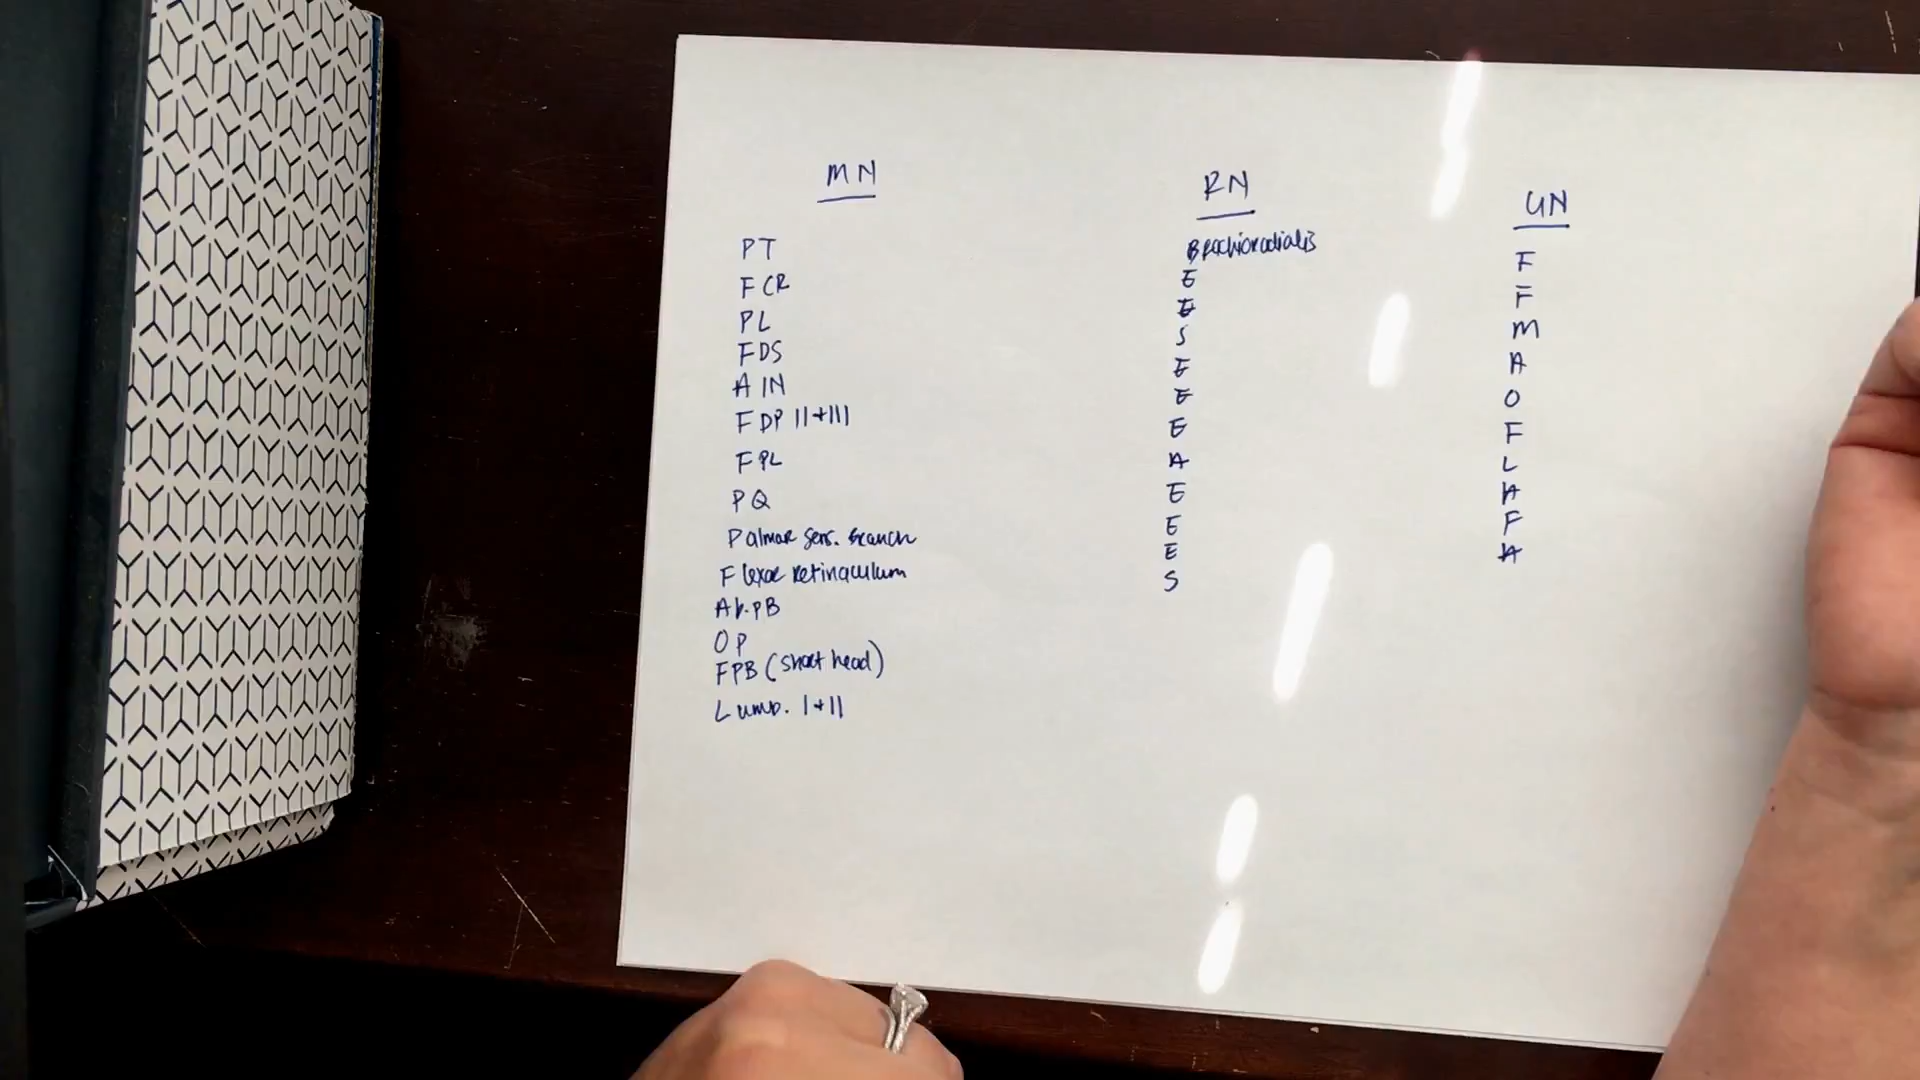 MN
PT
FCR
PL
FDS
AIN
FDP II+III
FPL
PQ
Palmar sens. branch
Flexor retinaculum
Ab.PB
OP
FPB (short head)
Lumb. I+II
RN
Brachioradialis
E
E
S
E
E
E
A
E
E
E
S
UN
F
F
M
A
O
F
L
A
F
A